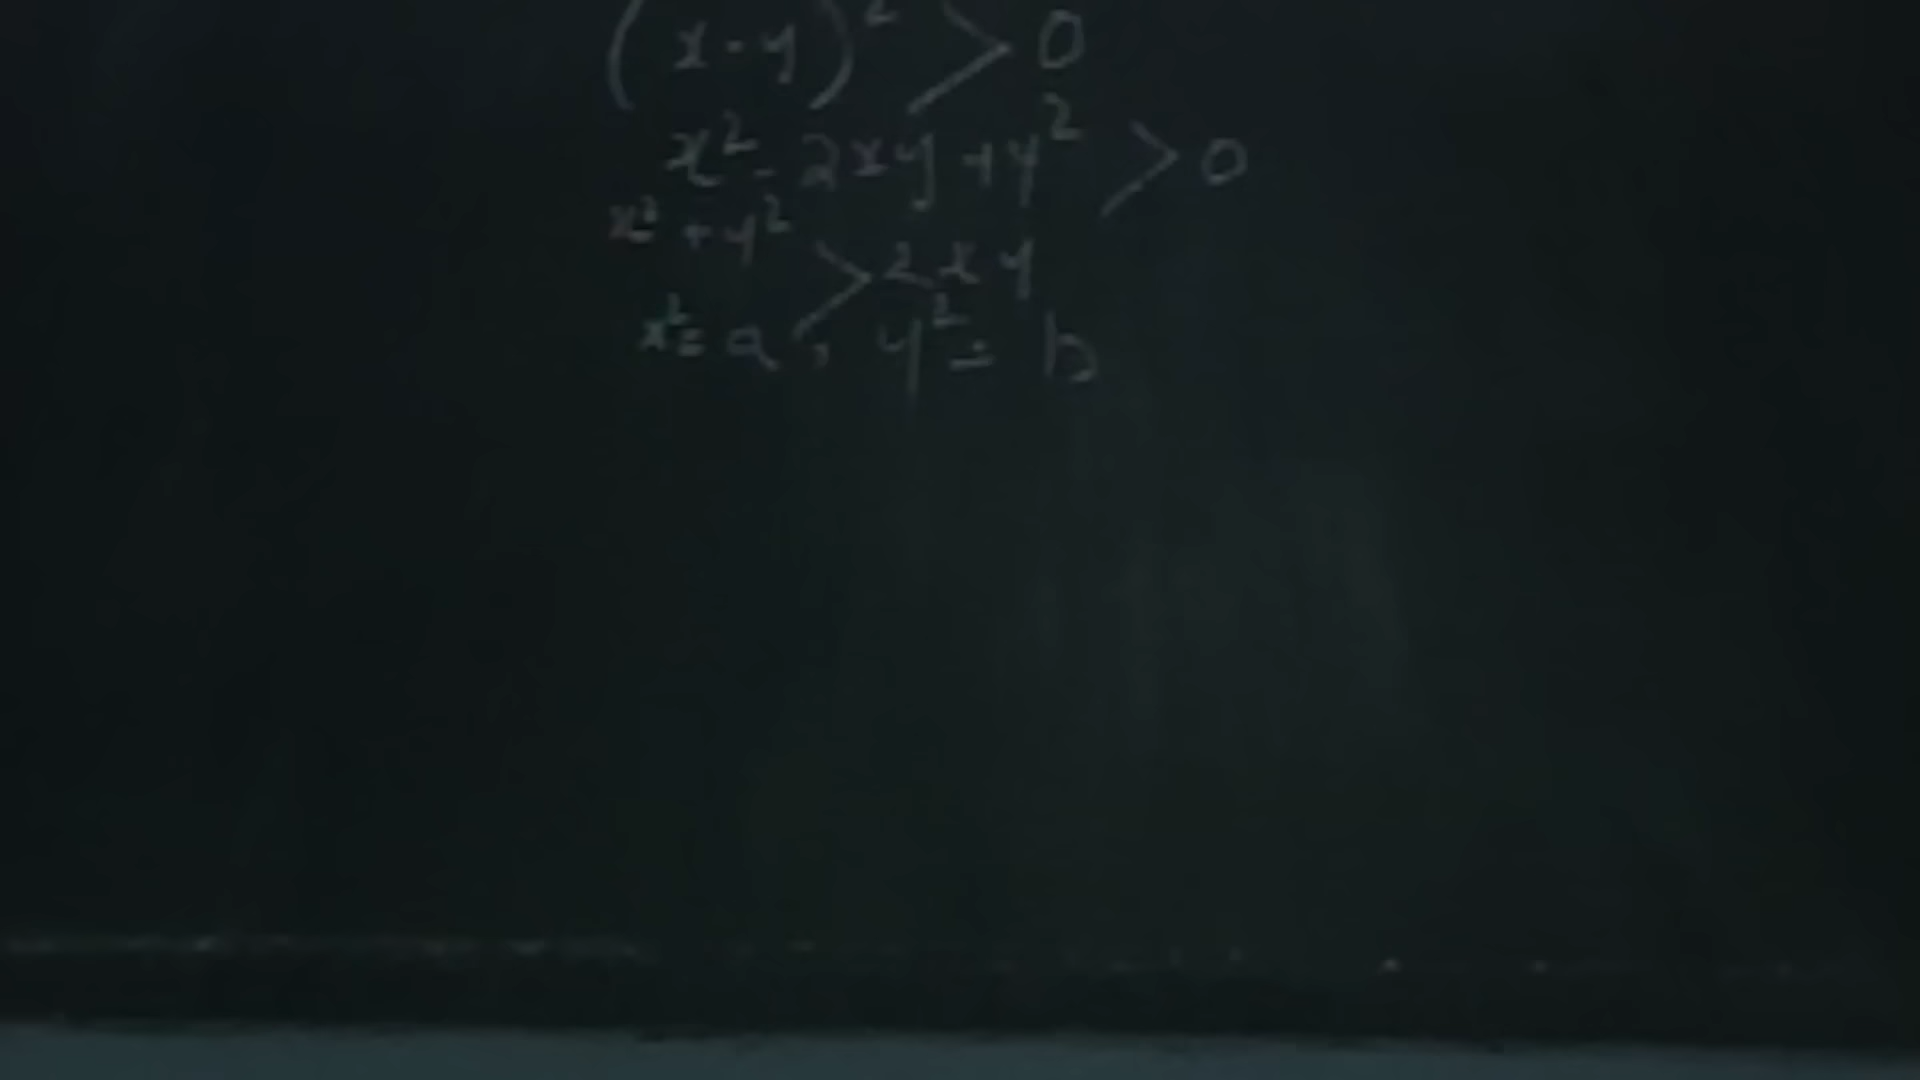 (x-y)² > 0
x² - 2xy + y² > 0
x² + y² > 2xy
x² = a, y² = b